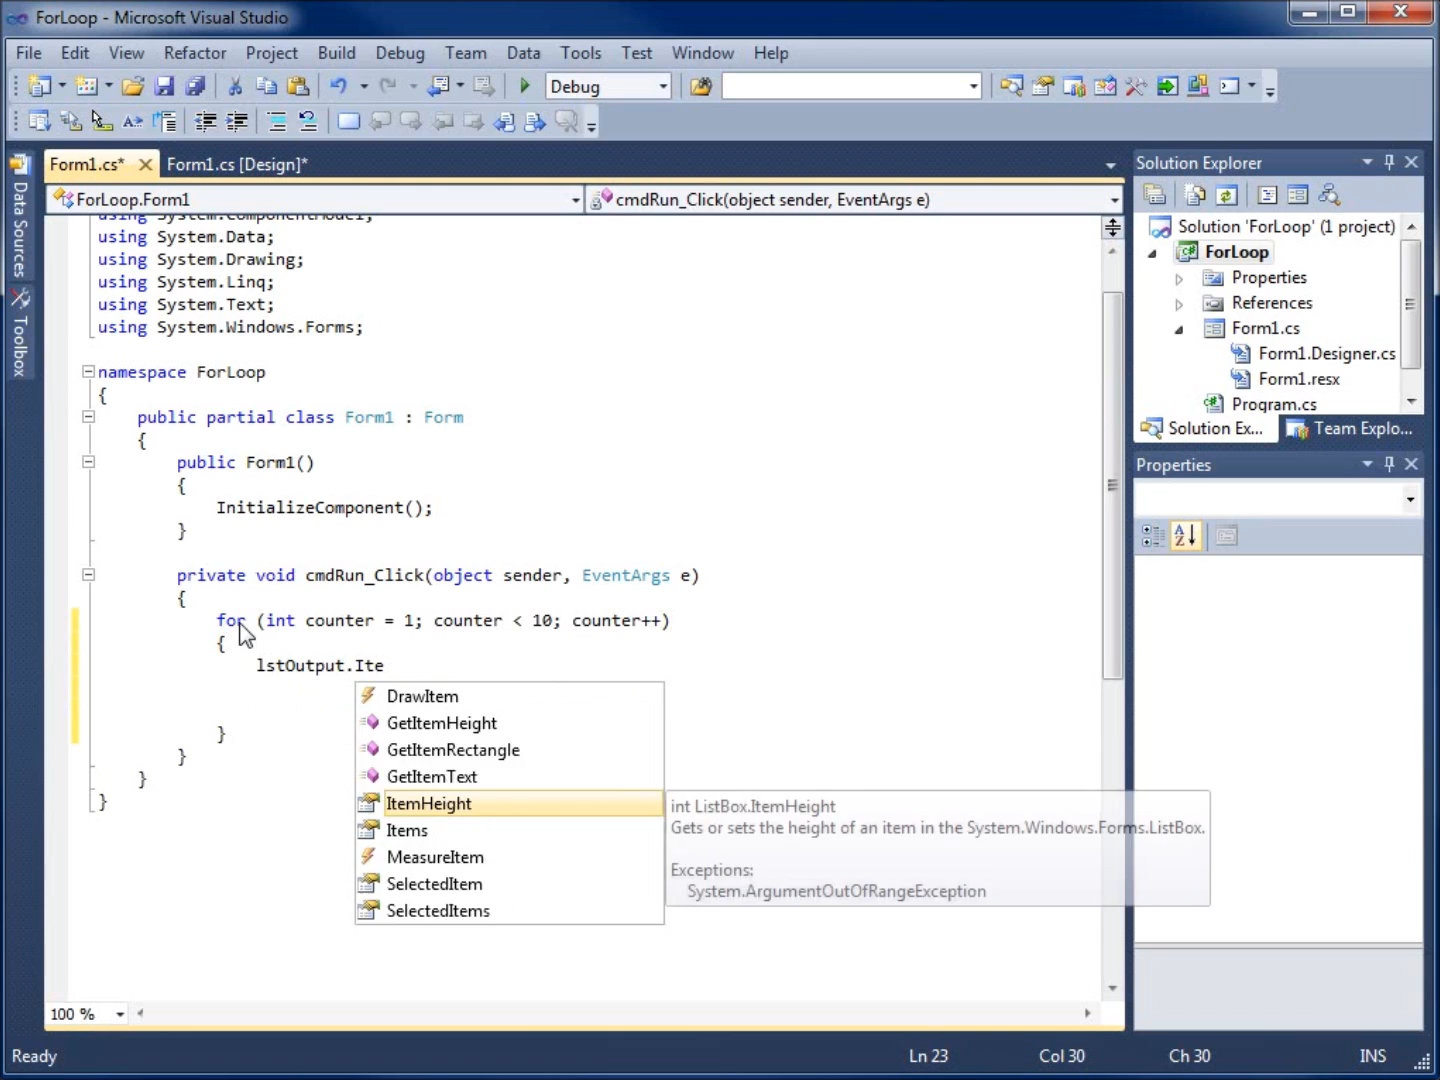 ForLoop - Microsoft Visual Studio
File Edit View Refactor Project Build Debug Team Data Tools Test Window Help
Debug
Form1.cs* Form1.cs [Design]*
ForLoop.Form1 cmdRun_Click(object sender, EventArgs e)
Data Sources
Toolbox
using System.ComponentModel;
using System.Data;
using System.Drawing;
using System.Linq;
using System.Text;
using System.Windows.Forms;
namespace ForLoop
{
public partial class Form1 : Form
{
public Form1()
{
InitializeComponent();
}
private void cmdRun_Click(object sender, EventArgs e)
{
for (int counter = 1; counter < 10; counter++)
{
lstOutput.Ite
}
}
}
}
DrawItem
GetItemHeight
GetItemRectangle
GetItemText
ItemHeight
Items
MeasureItem
SelectedItem
SelectedItems
int ListBox.ItemHeight
Gets or sets the height of an item in the System.Windows.Forms.ListBox.
Exceptions:
System.ArgumentOutOfRangeException
Solution Explorer
Solution 'ForLoop' (1 project)
ForLoop
Properties
References
Form1.cs
Form1.Designer.cs
Form1.resx
Program.cs
Solution Ex... Team Explo...
Properties
100 %
Ready Ln 23 Col 30 Ch 30 INS